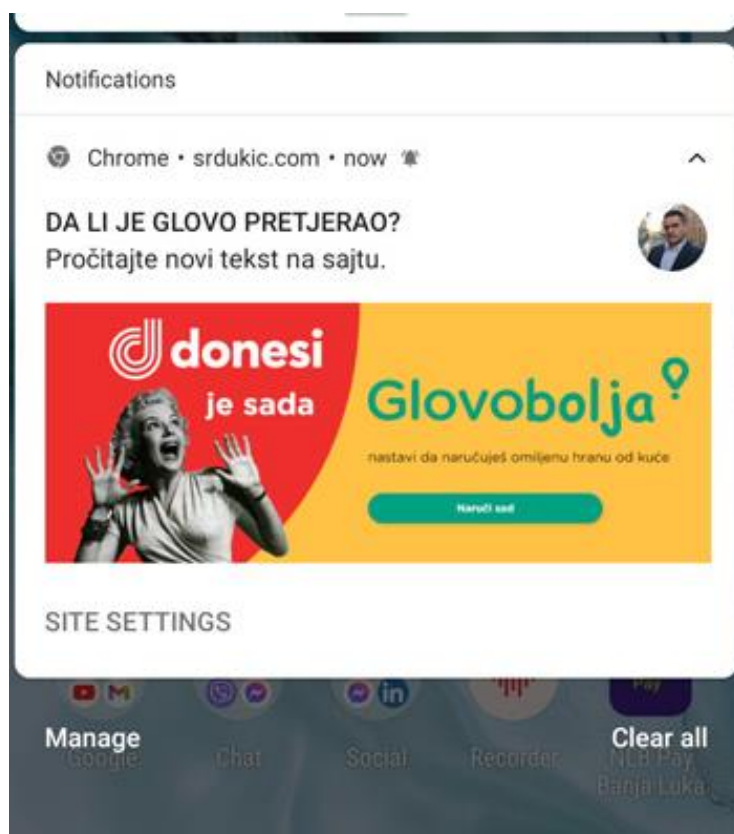 Notifications
Chrome • srdukic.com • now
DA LI JE GLOVO PRETJERAO?
Pročitajte novi tekst na sajtu.
donesi
je sada
Glovobolja
nastavi da naručuješ omiljenu hranu od kuće
Naruči sad
SITE SETTINGS
in
Pay
Manage
Clear all
Google
Chat
Social
Recorder
NLB Pay
Banja Luka